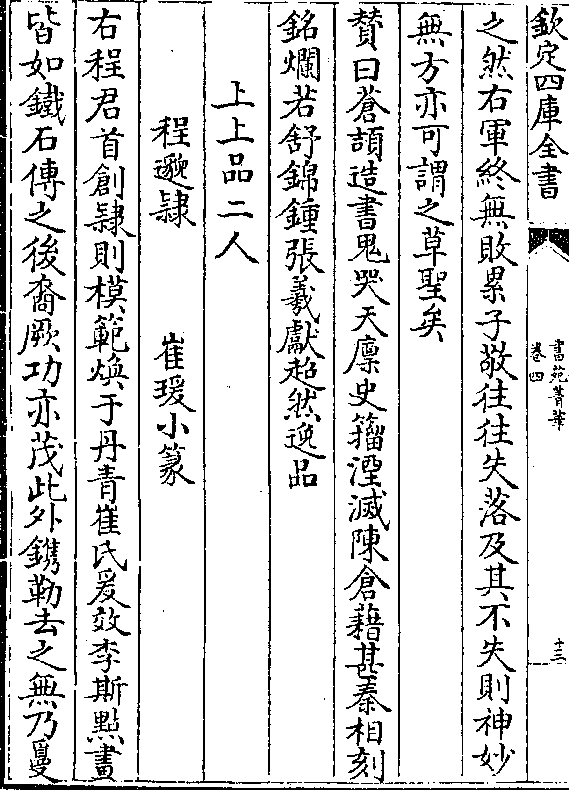 欽定四庫全書
書苑菁華
卷四
十三
之然右軍終無敗累子敬往往失落及其不失則神妙
無方亦可謂之草聖矣
賛曰蒼頡造書鬼哭天廪史籀湮滅陳倉藉甚秦相刻
銘爛若舒錦鍾張羲獻超然逸品
上上品二人
程邈隸 崔瑗小篆
右程君首創隸則模範煥于丹青崔氏爰效李斯點畫
皆如鐵石傳之後裔厥功亦茂此外鐫勒去之無乃敻